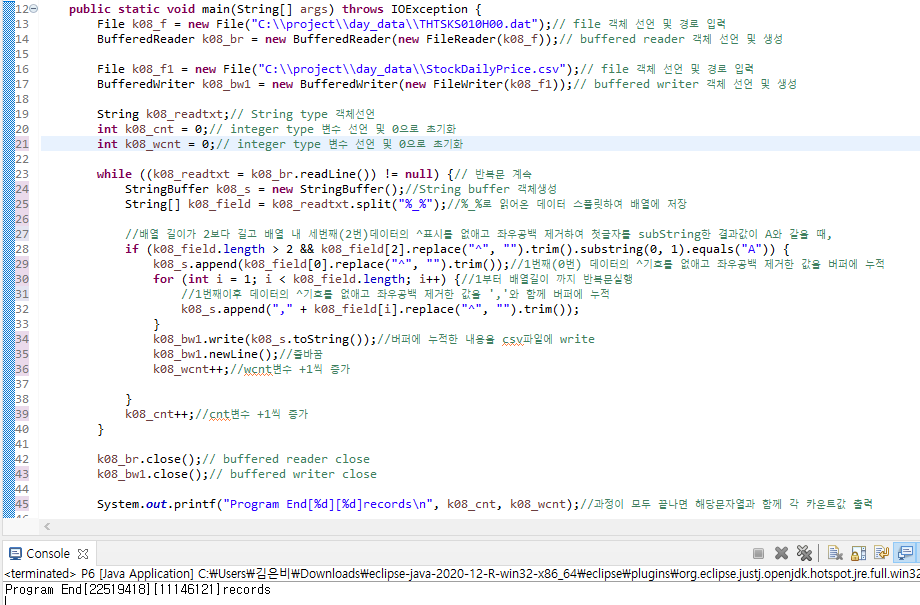 12 public static void main(String[] args) throws IOException {
13 File k08_f = new File("C:\\project\\day_data\\THTSKS010H00.dat");// file 객체 선언 및 경로 입력
14 BufferedReader k08_br = new BufferedReader(new FileReader(k08_f));// buffered reader 객체 선언 및 생성
15
16 File k08_f1 = new File("C:\\project\\day_data\\StockDailyPrice.csv");// file 객체 선언 및 경로 입력
17 BufferedWriter k08_bw1 = new BufferedWriter(new FileWriter(k08_f1));// buffered writer 객체 선언 및 생성
18
19 String k08_readtxt;// String type 객체선언
20 int k08_cnt = 0;// integer type 변수 선언 및 0으로 초기화
21 int k08_wcnt = 0;// integer type 변수 선언 및 0으로 초기화
22
23 while ((k08_readtxt = k08_br.readLine()) != null) {// 반복문 계속
24 StringBuffer k08_s = new StringBuffer();//String buffer 객체생성
25 String[] k08_field = k08_readtxt.split("%_%");//%_%로 읽어온 데이터 스플릿하여 배열에 저장
26
27 //배열 길이가 2보다 길고 배열 내 세번째(2번)데이터의 ^표시를 없애고 좌우공백 제거하여 첫글자를 subString한 결과값이 A와 같을 때,
28 if (k08_field.length > 2 && k08_field[2].replace("^", "").trim().substring(0, 1).equals("A")) {
29 k08_s.append(k08_field[0].replace("^", "").trim());//1번째(0번) 데이터의 ^기호를 없애고 좌우공백 제거한 값을 버퍼에 누적
30 for (int i = 1; i < k08_field.length; i++) {//1부터 배열길이 까지 반복문실행
31 //1번째이후 데이터의 ^기호를 없애고 좌우공백 제거한 값을 ','와 함께 버퍼에 누적
32 k08_s.append("," + k08_field[i].replace("^", "").trim());
33 }
34 k08_bw1.write(k08_s.toString());//버퍼에 누적한 내용을 csv파일에 write
35 k08_bw1.newLine();//줄바꿈
36 k08_wcnt++;//wcnt변수 +1씩 증가
37
38 }
39 k08_cnt++;//cnt변수 +1씩 증가
40 }
41
42 k08_br.close();// buffered reader close
43 k08_bw1.close();// buffered writer close
44
45 System.out.printf("Program End[%d][%d]records\n", k08_cnt, k08_wcnt);//과정이 모두 끝나면 해당문자열과 함께 각 카운트값 출력
Console
<terminated> P6 [Java Application] C:₩Users₩김은비₩Downloads₩eclipse-java-2020-12-R-win32-x86_64₩eclipse₩plugins₩org.eclipse.justj.openjdk.hotspot.jre.full.win32
Program End[22519418][11146121]records